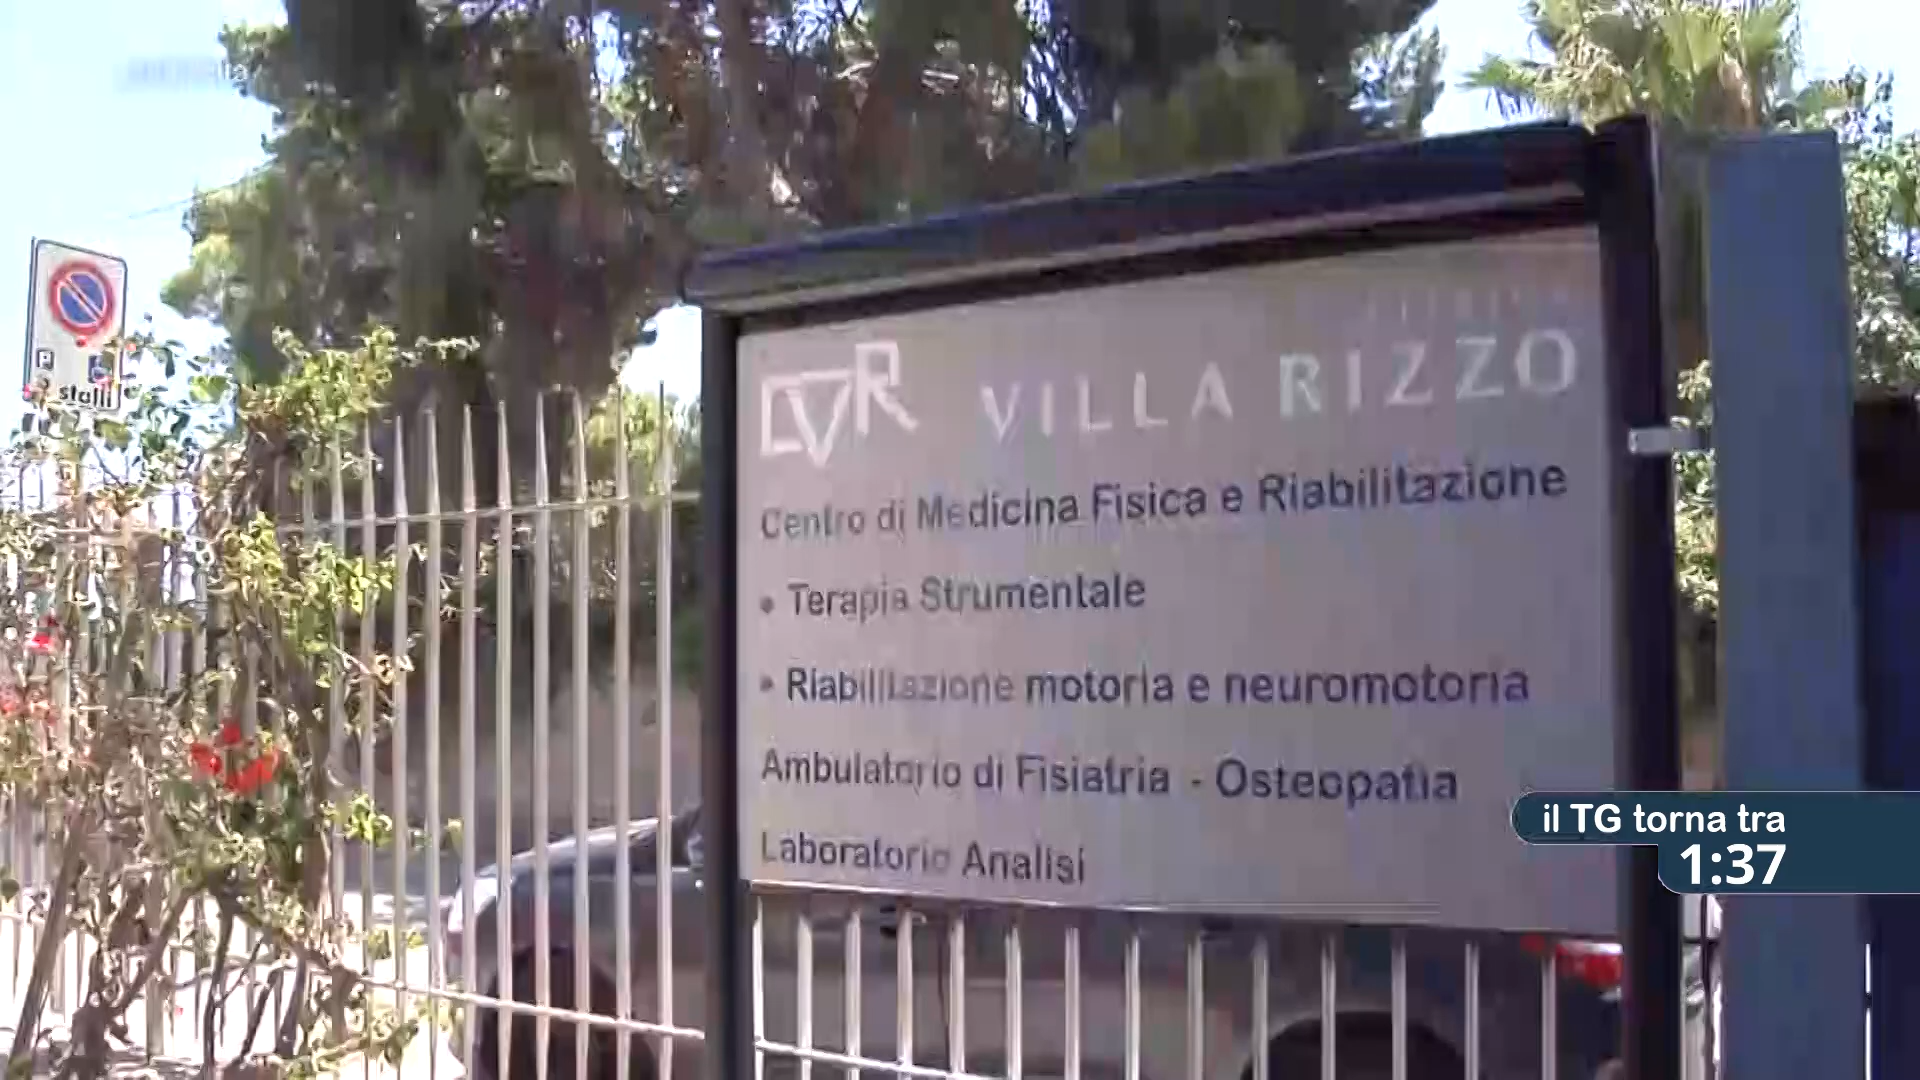 P
stalli
CVR VILLA RIZZO
Centro di Medicina Fisica e Riabilitazione
• Terapia Strumentale
• Riabilitazione motoria e neuromotoria
Ambulatorio di Fisiatria - Osteopatia
Laboratorio Analisi
il TG torna tra
1:37